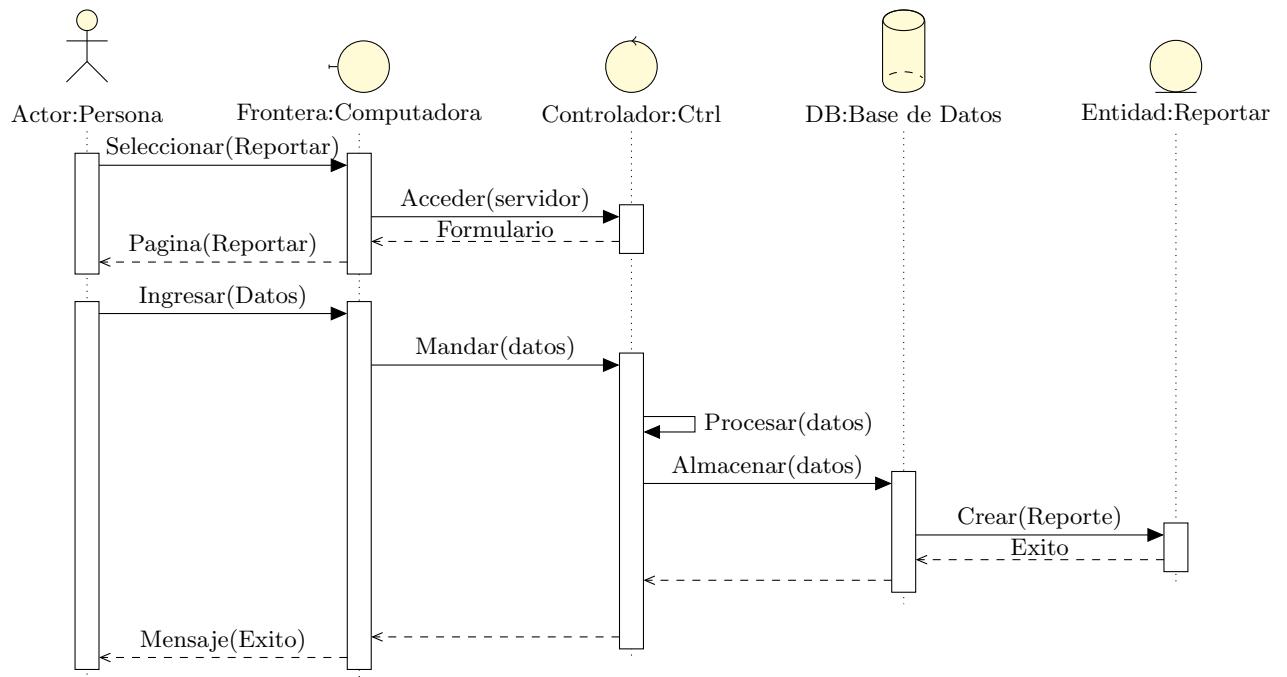 Actor:Persona
Frontera:Computadora
Controlador:Ctrl
DB:Base de Datos
Entidad:Reportar
Seleccionar(Reportar)
Acceder(servidor)
Formulario
Pagina(Reportar)
Ingresar(Datos)
Mandar(datos)
Procesar(datos)
Almacenar(datos)
Crear(Reporte)
Exito
Mensaje(Exito)